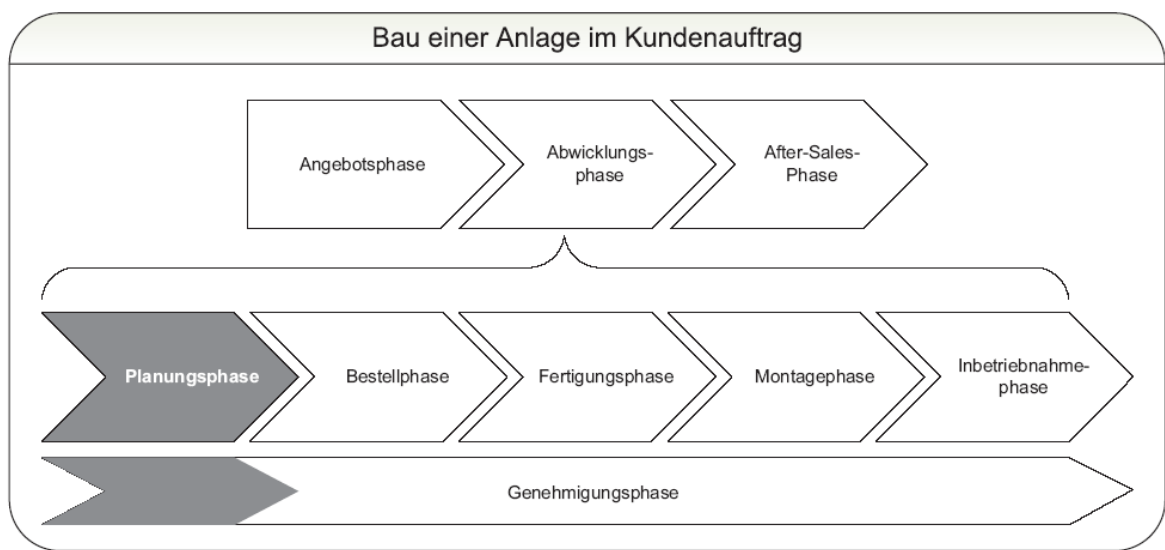 Bau einer Anlage im Kundenauftrag
Angebotsphase
Abwicklungs-
phase
After-Sales-
Phase
Planungsphase
Bestellphase
Fertigungsphase
Montagephase
Inbetriebnahme-
phase
Genehmigungsphase